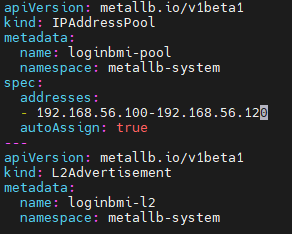 apiVersion: metallb.io/v1beta1
kind: IPAddressPool
metadata:
  name: loginbmi-pool
  namespace: metallb-system
spec:
  addresses:
  - 192.168.56.100-192.168.56.120
  autoAssign: true
---
apiVersion: metallb.io/v1beta1
kind: L2Advertisement
metadata:
  name: loginbmi-l2
  namespace: metallb-system